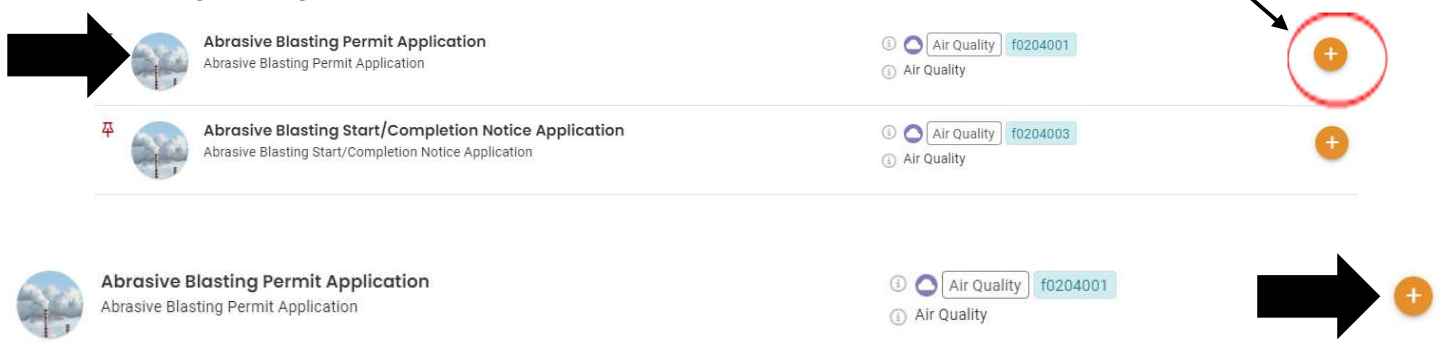 Abrasive Blasting Permit Application
Abrasive Blasting Permit Application
Air Quality f0204001
Air Quality
Abrasive Blasting Start/Completion Notice Application
Abrasive Blasting Start/Completion Notice Application
Air Quality f0204003
Air Quality
Abrasive Blasting Permit Application
Abrasive Blasting Permit Application
Air Quality f0204001
Air Quality